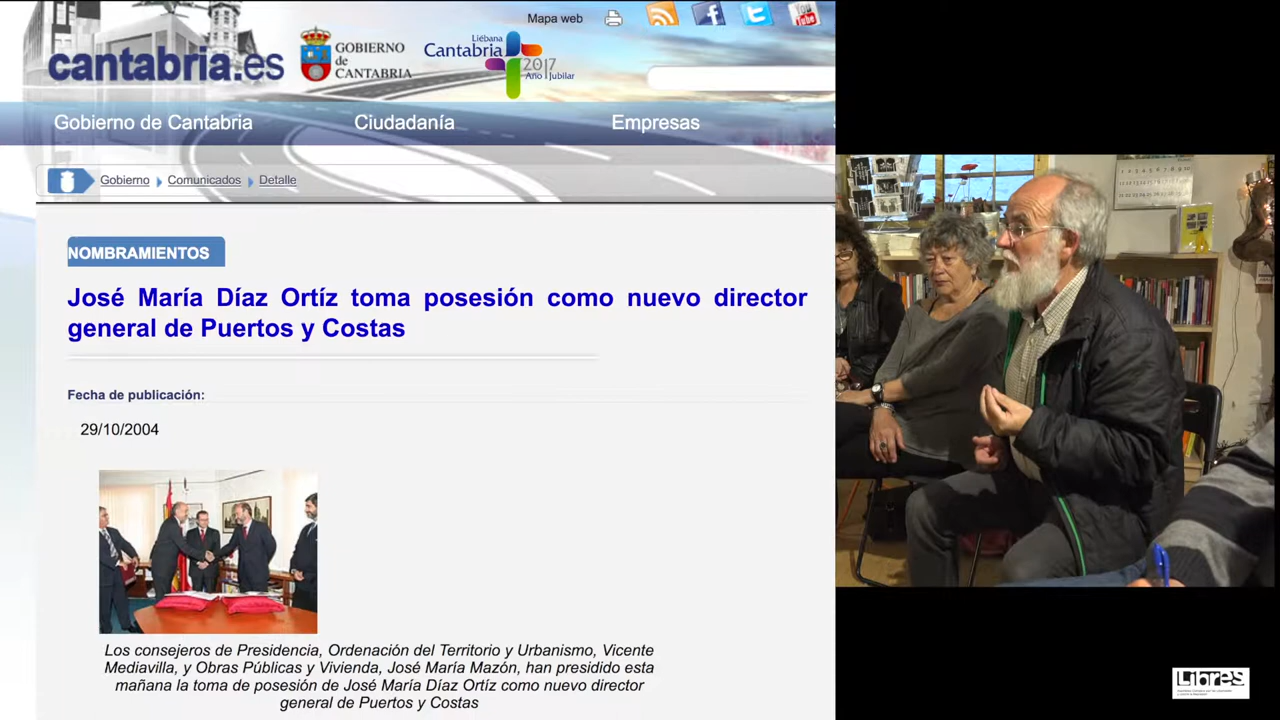 Mapa web
cantabria.es
GOBIERNO
de
CANTABRIA
Liébana
Cantabria
2017
Año Jubilar
You
Tube
Gobierno de Cantabria
Ciudadanía
Empresas
Gobierno
Comunicados
Detalle
NOMBRAMIENTOS
José María Díaz Ortíz toma posesión como nuevo director
general de Puertos y Costas
Fecha de publicación:
29/10/2004
Los consejeros de Presidencia, Ordenación del Territorio y Urbanismo, Vicente
Mediavilla, y Obras Públicas y Vivienda, José María Mazón, han presidido esta
mañana la toma de posesión de José María Díaz Ortíz como nuevo director
general de Puertos y Costas
LIbreS